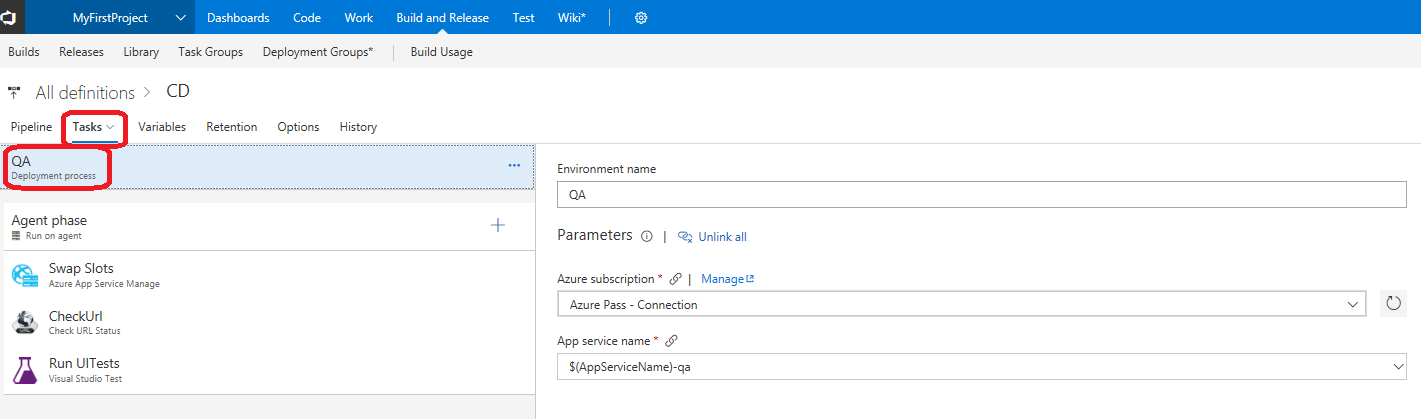 MyFirstProject Dashboards Code Work Build and Release Test Wiki*
Builds Releases Library Task Groups Deployment Groups* Build Usage
All definitions > CD
Pipeline Tasks Variables Retention Options History
QA
Deployment process
Agent phase
Run on agent
Swap Slots
Azure App Service Manage
CheckUrl
Check URL Status
Run UITests
Visual Studio Test
Environment name
QA
Parameters | Unlink all
Azure subscription * | Manage
Azure Pass - Connection
App service name *
$(AppServiceName)-qa